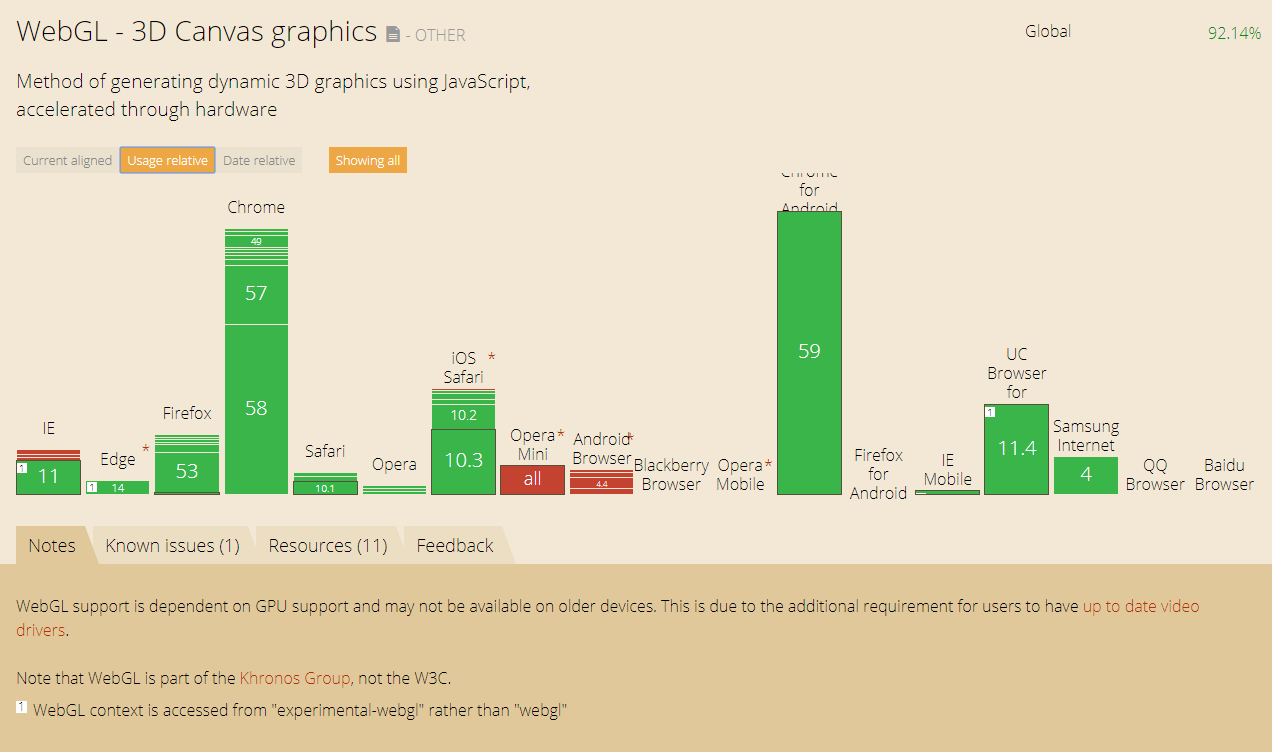 WebGL - 3D Canvas graphics - OTHER
Global 92.14%
Method of generating dynamic 3D graphics using JavaScript,
accelerated through hardware
Current aligned Usage relative Date relative Showing all
IE
1
11
Edge *
1
14
Firefox
53
Chrome
49
57
58
Safari
10.1
Opera
iOS *
Safari
10.2
10.3
Opera *
Mini
all
Android *
Browser
4.4
Blackberry
Browser
Opera *
Mobile
Chrome
for
Android
59
Firefox
for
Android
IE
Mobile
UC
Browser
for
1
11.4
Samsung
Internet
4
QQ
Browser
Baidu
Browser
Notes Known issues (1) Resources (11) Feedback
WebGL support is dependent on GPU support and may not be available on older devices. This is due to the additional requirement for users to have up to date video
drivers.
Note that WebGL is part of the Khronos Group, not the W3C.
1 WebGL context is accessed from "experimental-webgl" rather than "webgl"